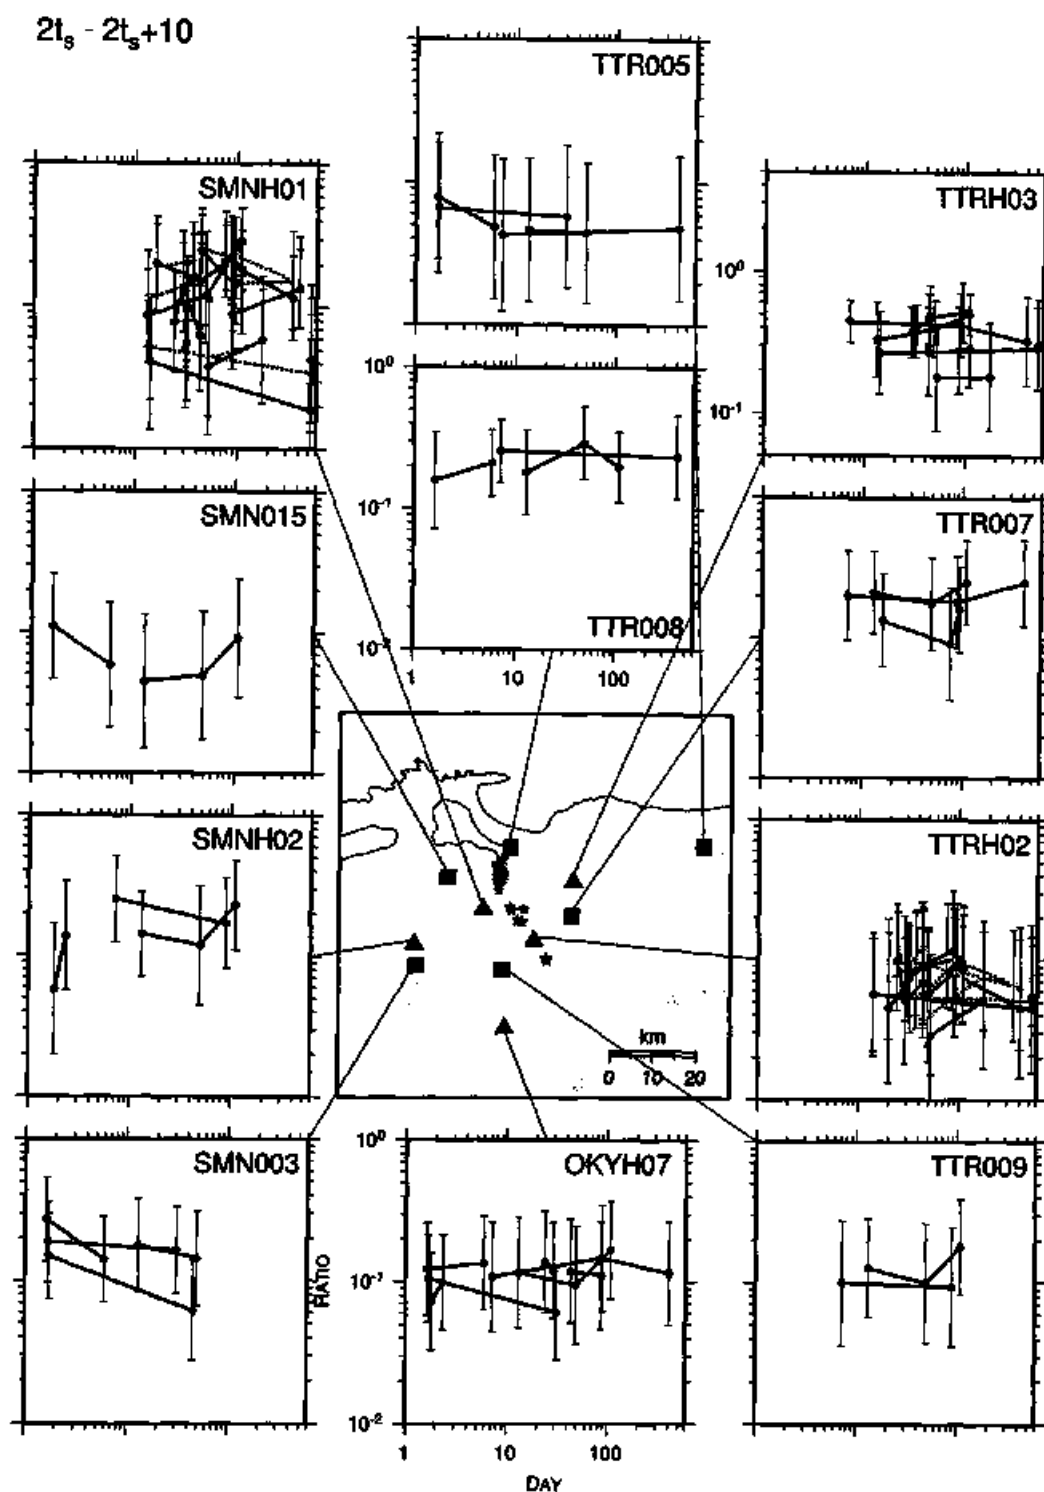 2tₛ - 2tₛ+10
TTR005
SMNH01
TTRH03
10⁰
10⁰
10⁻¹
SMN015
TTR007
10⁻¹
TTR008
10⁻²
1 10 100
SMNH02
TTRH02
km
0 10 20
SMN003
10⁰
OKYH07
TTR009
RATIO
10⁻¹
10⁻²
1 10 100
DAY